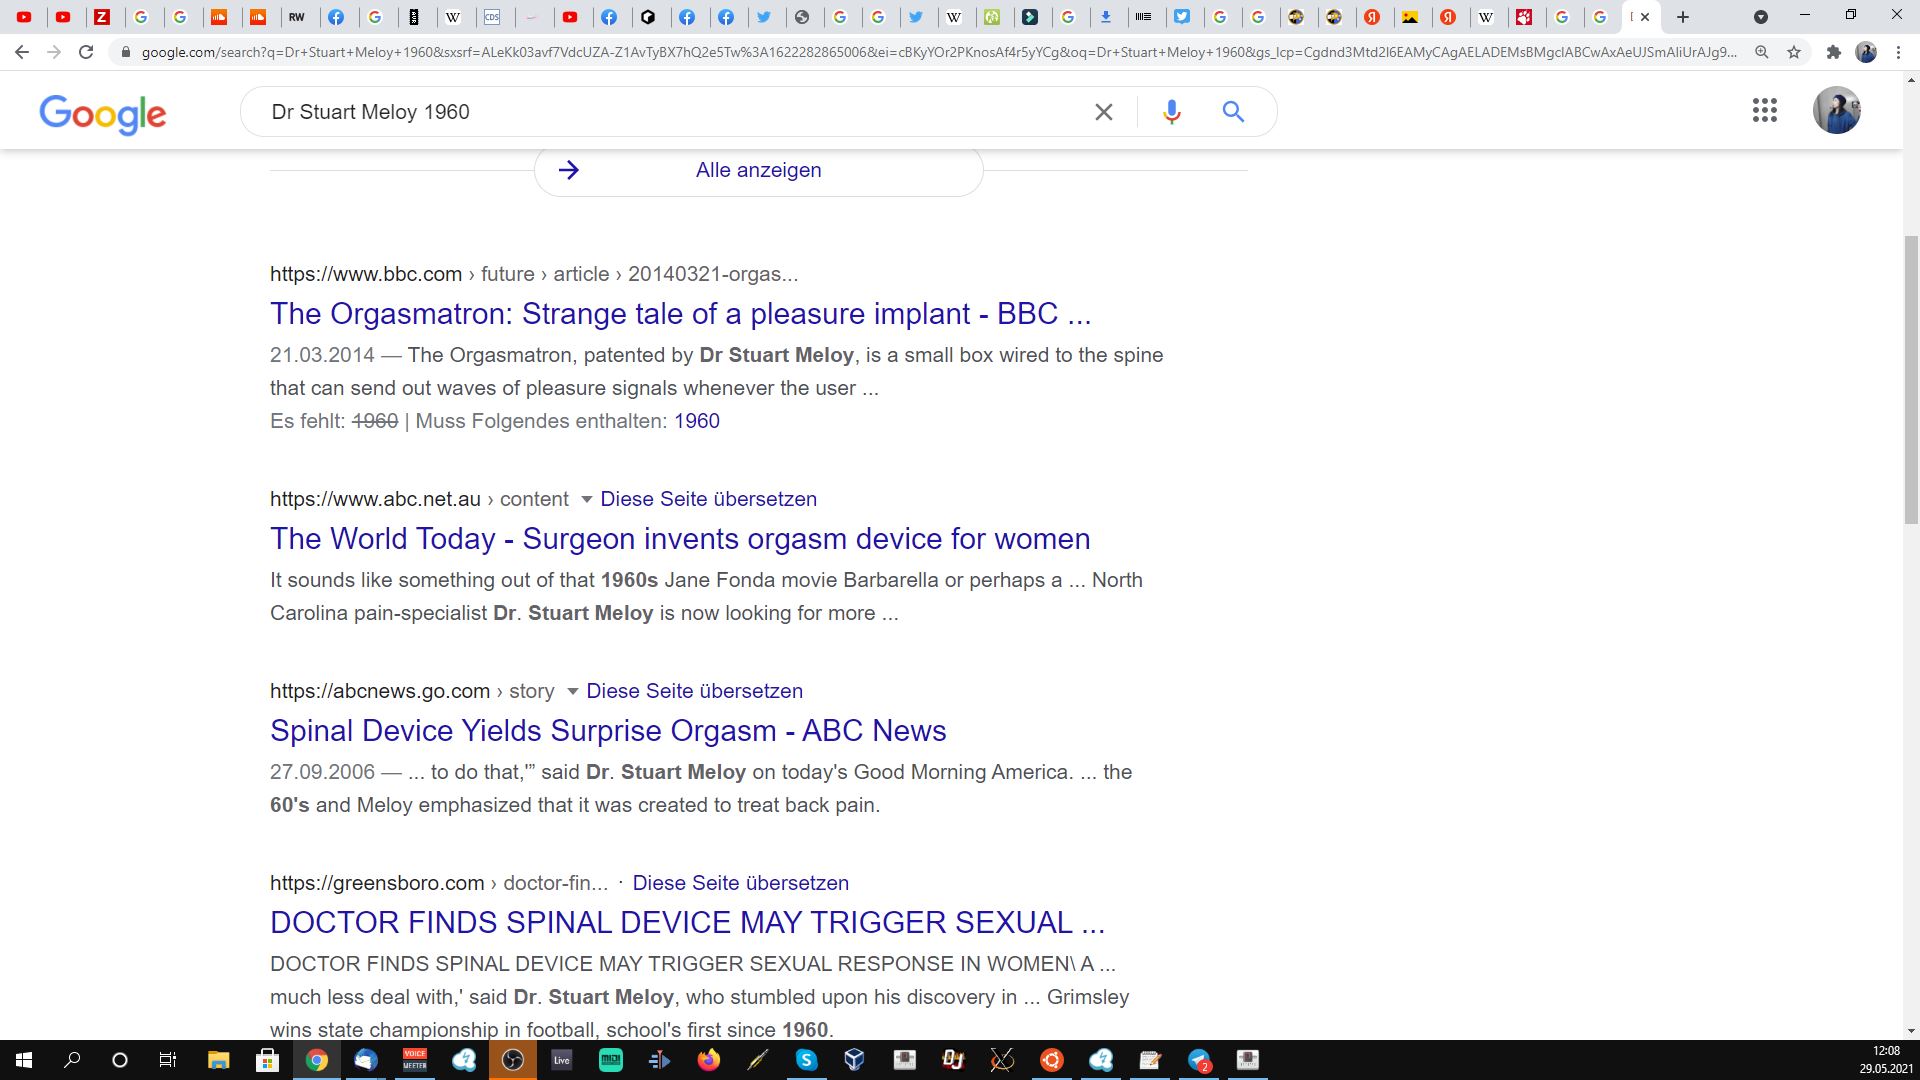 google.com/search?q=Dr+Stuart+Meloy+1960&sxsrf=ALeKk03avf7VdcUZA-Z1AvTyBX7hQ2e5Tw%3A1622282865006&ei=cBKyYOr2PKnosAf4r5yYCg&oq=Dr+Stuart+Meloy+1960&gs_lcp=Cgdnd3Mtd2l6EAMyCAgAELADEMsBMgcIABCwAxAeUJSmAliUrAJg9...
Google
Dr Stuart Meloy 1960
Alle anzeigen
https://www.bbc.com › future › article › 20140321-orgas...
The Orgasmatron: Strange tale of a pleasure implant - BBC ...
21.03.2014 — The Orgasmatron, patented by Dr Stuart Meloy, is a small box wired to the spine
that can send out waves of pleasure signals whenever the user ...
Es fehlt: 1960 | Muss Folgendes enthalten: 1960
https://www.abc.net.au › content Diese Seite übersetzen
The World Today - Surgeon invents orgasm device for women
It sounds like something out of that 1960s Jane Fonda movie Barbarella or perhaps a ... North
Carolina pain-specialist Dr. Stuart Meloy is now looking for more ...
https://abcnews.go.com › story Diese Seite übersetzen
Spinal Device Yields Surprise Orgasm - ABC News
27.09.2006 — ... to do that,'” said Dr. Stuart Meloy on today's Good Morning America. ... the
60's and Meloy emphasized that it was created to treat back pain.
https://greensboro.com › doctor-fin... · Diese Seite übersetzen
DOCTOR FINDS SPINAL DEVICE MAY TRIGGER SEXUAL ...
DOCTOR FINDS SPINAL DEVICE MAY TRIGGER SEXUAL RESPONSE IN WOMEN\ A ...
much less deal with,' said Dr. Stuart Meloy, who stumbled upon his discovery in ... Grimsley
wins state championship in football, school's first since 1960.
VOICE MEETER
Live
MIDI
2
12:08
29.05.2021